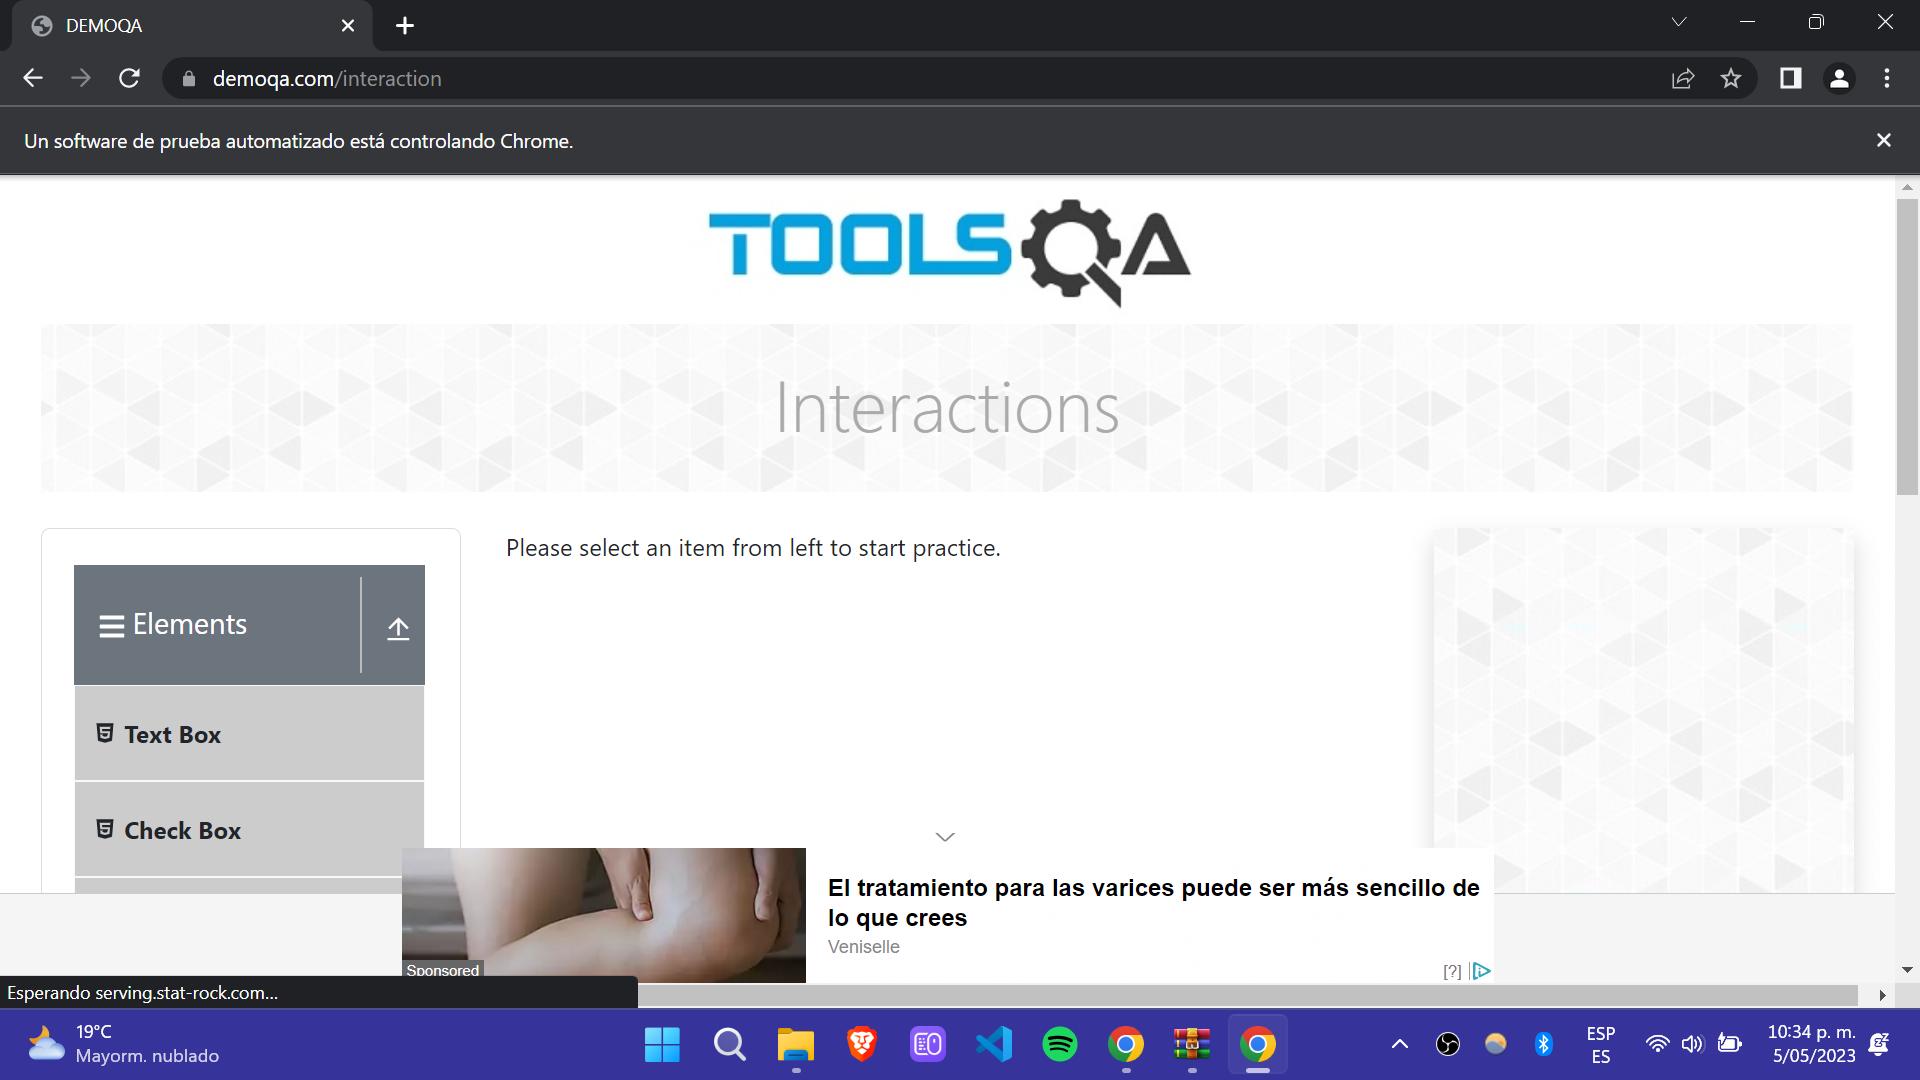 DEMOQA
demoqa.com/interaction
Un software de prueba automatizado está controlando Chrome.
TOOLSQA
Interactions
Elements
Text Box
Check Box
Please select an item from left to start practice.
Sponsored
El tratamiento para las varices puede ser más sencillo de
lo que crees
Veniselle
[?]
Esperando serving.stat-rock.com...
19°C
Mayorm. nublado
ESP
ES
10:34 p. m.
5/05/2023